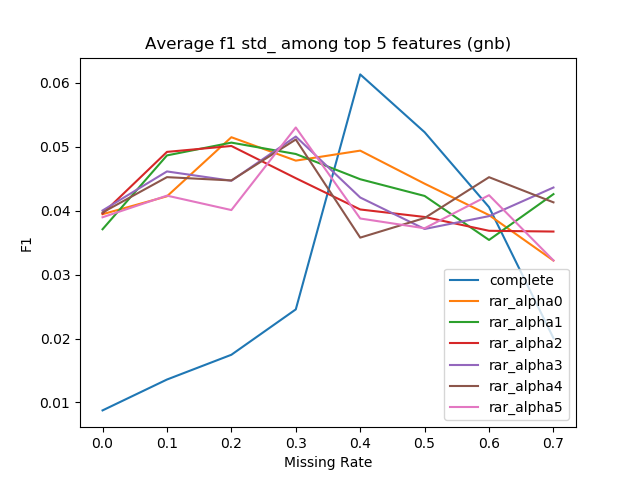 Average f1 std_ among top 5 features (gnb)
F1
0.06
0.05
0.04
0.03
0.02
0.01
0.0 0.1 0.2 0.3 0.4 0.5 0.6 0.7
Missing Rate
complete
rar_alpha0
rar_alpha1
rar_alpha2
rar_alpha3
rar_alpha4
rar_alpha5